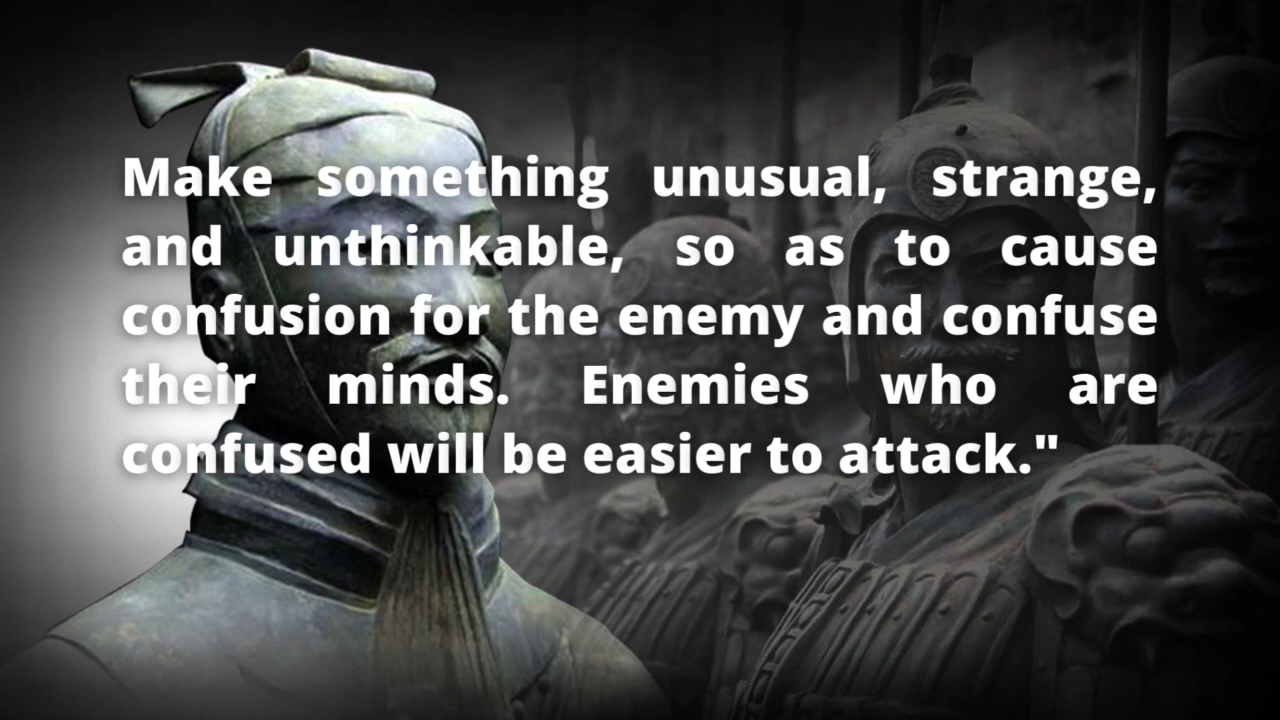 Make something unusual, strange,
and unthinkable, so as to cause
confusion for the enemy and confuse
their minds. Enemies who are
confused will be easier to attack."